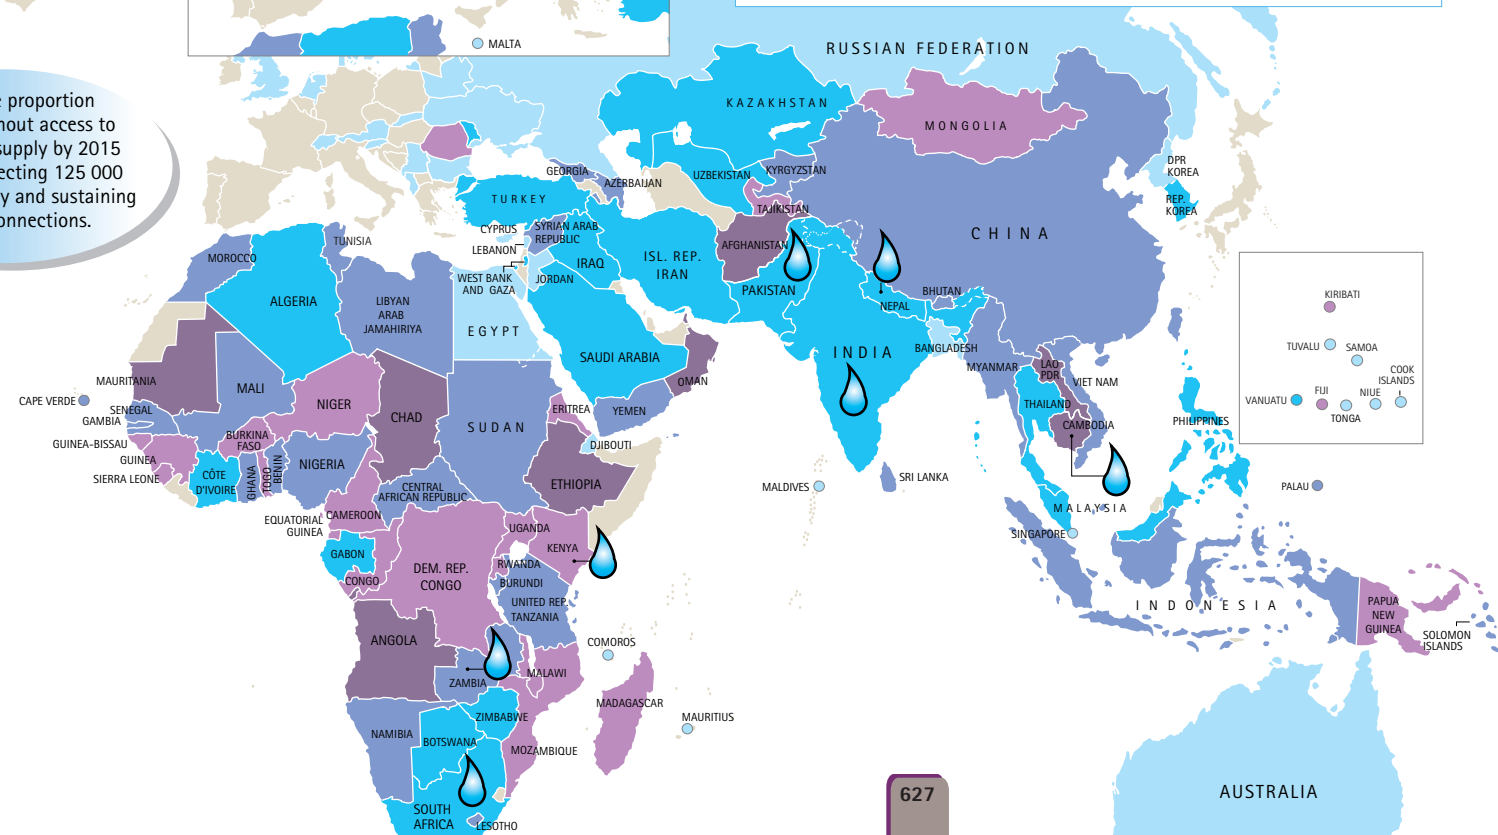 MALTA
proportion
out access to
supply by 2015
ecting 125 000
y and sustaining
onnections.
RUSSIAN FEDERATION
KAZAKHSTAN
MONGOLIA
DPR
KOREA
REP.
KOREA
GEORGIA
AZERBAIJAN
UZBEKISTAN
KYRGYZSTAN
TAJIKISTAN
TURKEY
CYPRUS
SYRIAN ARAB
REPUBLIC
LEBANON
WEST BANK
AND GAZA
JORDAN
IRAQ
ISL. REP.
IRAN
AFGHANISTAN
PAKISTAN
CHINA
NEPAL
BHUTAN
INDIA
BANGLADESH
MYANMAR
LAO
PDR
VIET NAM
THAILAND
CAMBODIA
PHILIPPINES
MOROCCO
TUNISIA
ALGERIA
LIBYAN
ARAB
JAMAHIRIYA
EGYPT
SAUDI ARABIA
OMAN
YEMEN
MAURITANIA
CAPE VERDE
SENEGAL
GAMBIA
GUINEA-BISSAU
GUINEA
SIERRA LEONE
MALI
NIGER
CHAD
SUDAN
ERITREA
DJIBOUTI
BURKINA
FASO
CÔTE
D'IVOIRE
GHANA
TOGO
BENIN
NIGERIA
CENTRAL
AFRICAN REPUBLIC
ETHIOPIA
EQUATORIAL
GUINEA
CAMEROON
GABON
CONGO
DEM. REP.
CONGO
UGANDA
KENYA
RWANDA
BURUNDI
UNITED REP.
TANZANIA
ANGOLA
ZAMBIA
MALAWI
COMOROS
MADAGASCAR
MAURITIUS
NAMIBIA
BOTSWANA
ZIMBABWE
MOZAMBIQUE
SOUTH
AFRICA
LESOTHO
MALDIVES
SRI LANKA
MALAYSIA
SINGAPORE
INDONESIA
PALAU
PAPUA
NEW
GUINEA
SOLOMON
ISLANDS
KIRIBATI
TUVALU
SAMOA
COOK
ISLANDS
VANUATU
FIJI
TONGA
NIUE
AUSTRALIA
627